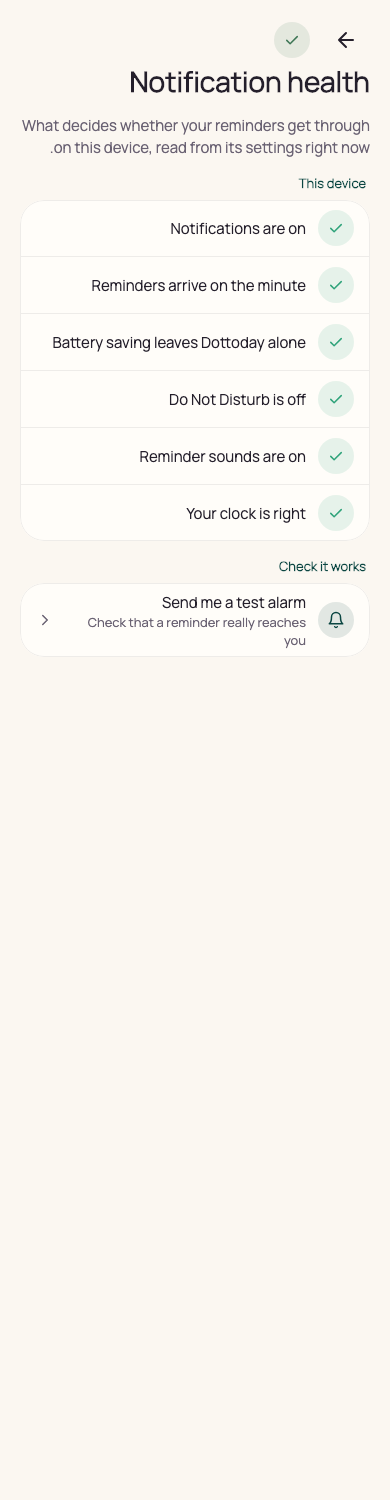 Notification health
What decides whether your reminders get through
on this device, read from its settings right now.
This device
Notifications are on
Reminders arrive on the minute
Battery saving leaves Dottoday alone
Do Not Disturb is off
Reminder sounds are on
Your clock is right
Check it works
Send me a test alarm
Check that a reminder really reaches
you